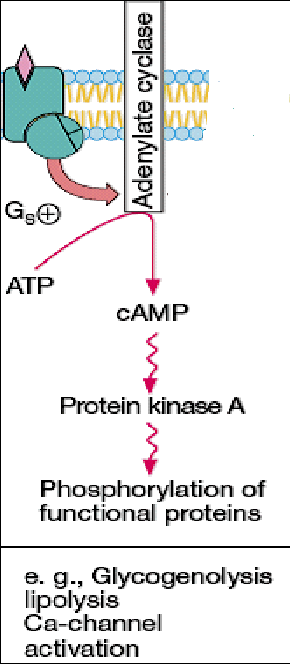 Adenylate cyclase
Gs⊕
ATP
cAMP
Protein kinase A
Phosphorylation of
functional proteins
e. g., Glycogenolysis
lipolysis
Ca-channel
activation